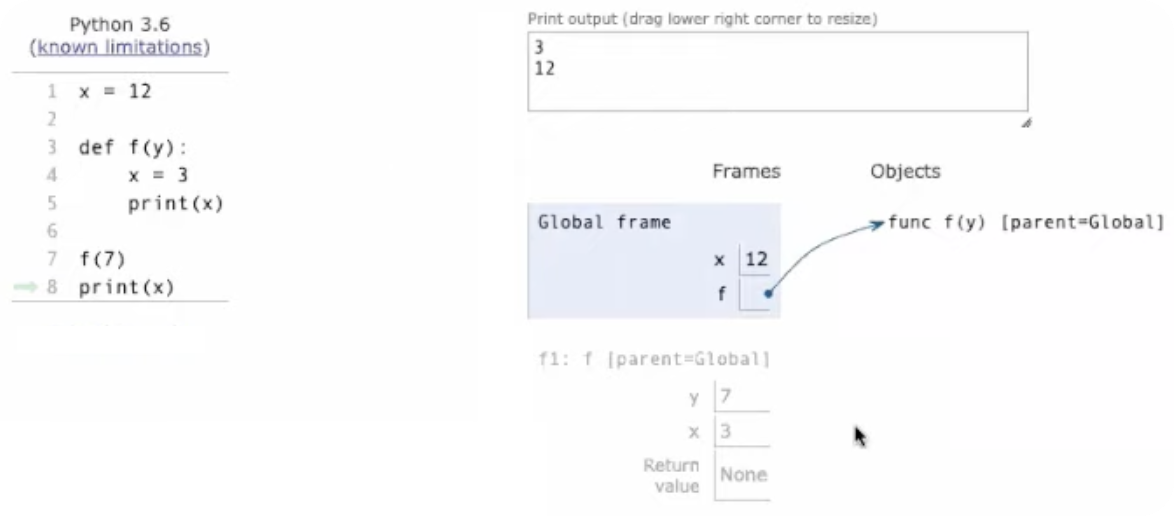 Python 3.6
(known limitations)
1 x = 12
2
3 def f(y):
4     x = 3
5     print(x)
6
7 f(7)
8 print(x)
Print output (drag lower right corner to resize)
3
12
Frames
Objects
Global frame
x 12
f
func f(y) [parent=Global]
f1: f [parent=Global]
y 7
x 3
Return
value
None